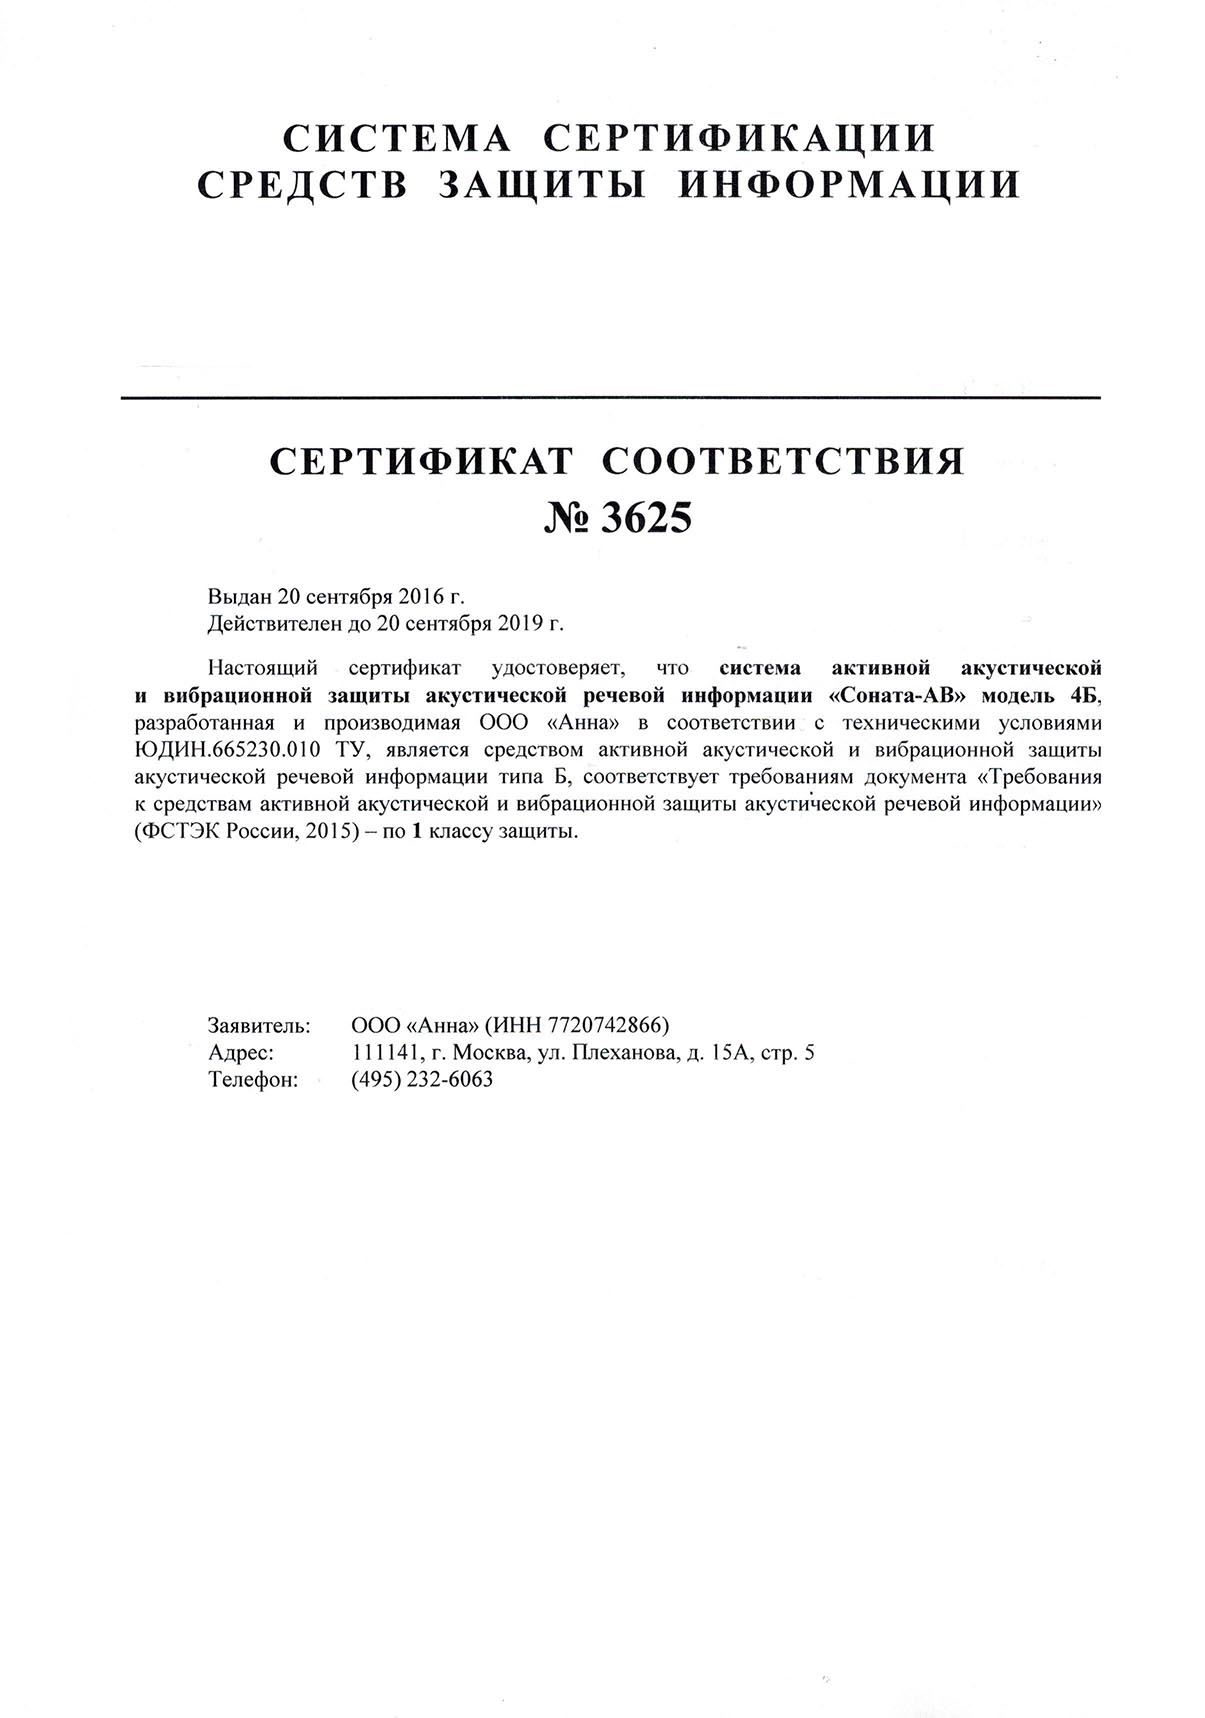 СИСТЕМА СЕРТИФИКАЦИИ
СРЕДСТВ ЗАЩИТЫ ИНФОРМАЦИИ
СЕРТИФИКАТ СООТВЕТСТВИЯ
№ 3625
Выдан 20 сентября 2016 г.
Действителен до 20 сентября 2019 г.
Настоящий сертификат удостоверяет, что система активной акустической
и вибрационной защиты акустической речевой информации «Соната-АВ» модель 4Б,
разработанная и производимая ООО «Анна» в соответствии с техническими условиями
ЮДИН.665230.010 ТУ, является средством активной акустической и вибрационной защиты
акустической речевой информации типа Б, соответствует требованиям документа «Требования
к средствам активной акустической и вибрационной защиты акустической речевой информации»
(ФСТЭК России, 2015) – по 1 классу защиты.
Заявитель: ООО «Анна» (ИНН 7720742866)
Адрес: 111141, г. Москва, ул. Плеханова, д. 15А, стр. 5
Телефон: (495) 232-6063